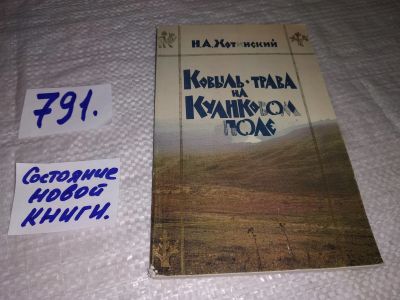 791.
Состояние
новой
книги.
Н.А.Хотинский
Ковыль-трава
на
Куликовом
поле